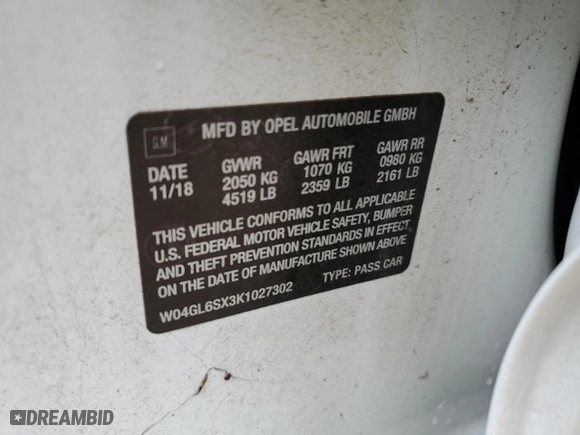 GM
MFD BY OPEL AUTOMOBILE GMBH
DATE GVWR GAWR FRT GAWR RR
11/18 2050 KG 1070 KG 0980 KG
4519 LB 2359 LB 2161 LB
THIS VEHICLE CONFORMS TO ALL APPLICABLE
U.S. FEDERAL MOTOR VEHICLE SAFETY, BUMPER
AND THEFT PREVENTION STANDARDS IN EFFECT
ON THE DATE OF MANUFACTURE SHOWN ABOVE
W04GL6SX3K1027302 TYPE: PASS CAR
DREAMBID